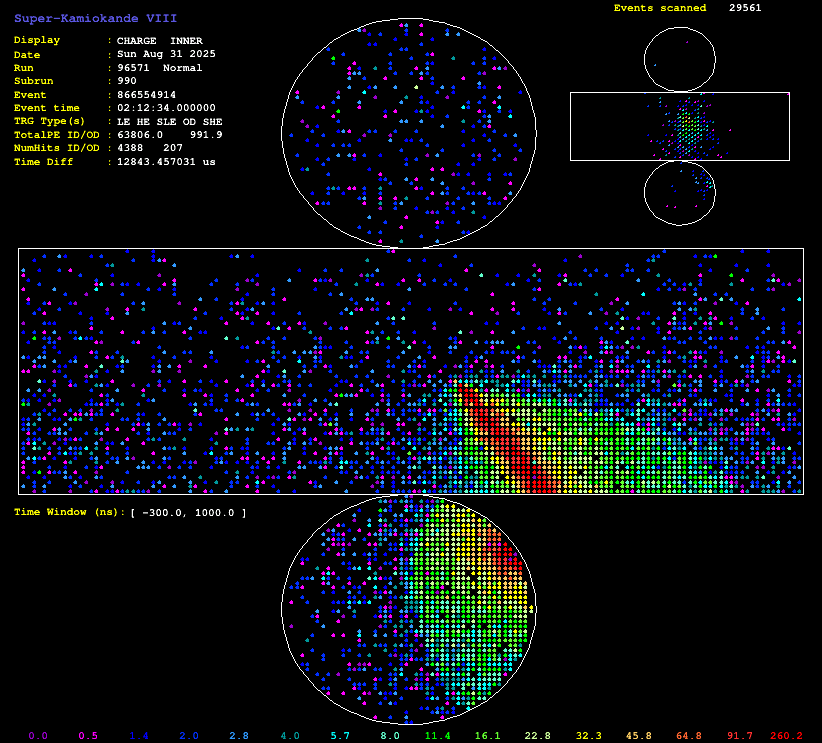 Super-Kamiokande VIII
Events scanned 29561
Display : CHARGE INNER
Date : Sun Aug 31 2025
Run : 96571 Normal
Subrun : 990
Event : 866554914
Event time : 02:12:34.000000
TRG Type(s) : LE HE SLE OD SHE
TotalPE ID/OD : 63806.0 991.9
NumHits ID/OD : 4388 207
Time Diff : 12843.457031 us
Time Window (ns): [ -300.0, 1000.0 ]
0.0 0.5 1.4 2.0 2.8 4.0 5.7 8.0 11.4 16.1 22.8 32.3 45.8 64.8 91.7 260.2